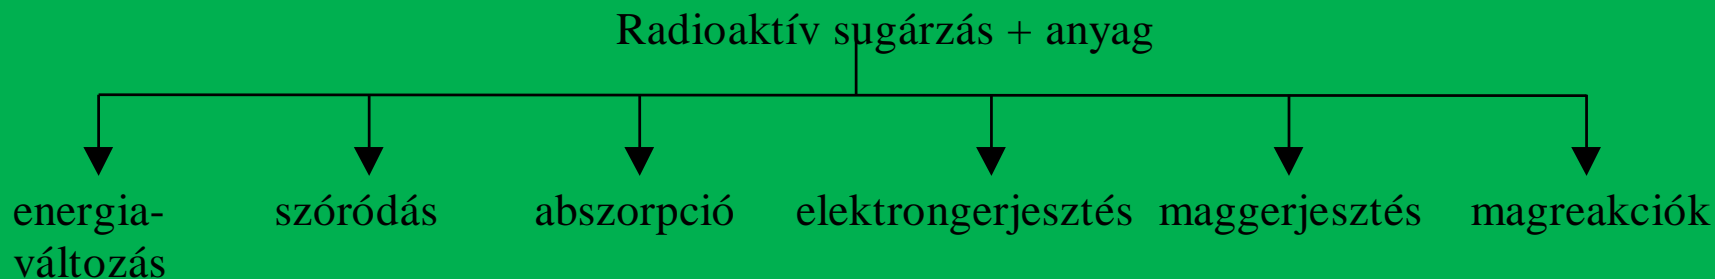 Radioaktív sugárzás + anyag
energia-
változás
szóródás
abszorpció
elektrongerjesztés
maggerjesztés
magreakciók